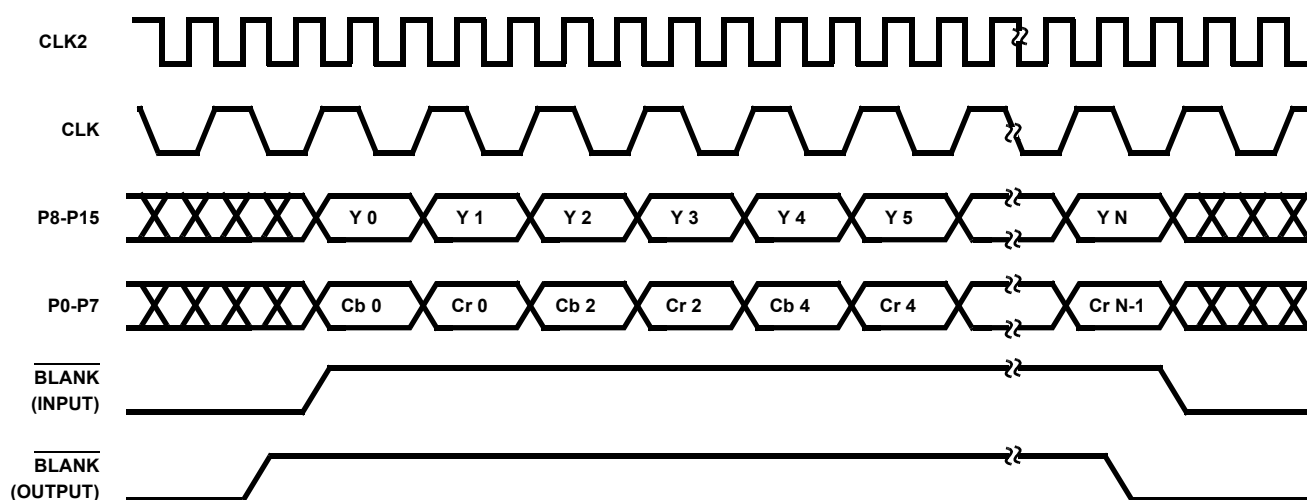 CLK2
CLK
P8-P15
Y 0 Y 1 Y 2 Y 3 Y 4 Y 5 Y N
P0-P7
Cb 0 Cr 0 Cb 2 Cr 2 Cb 4 Cr 4 Cr N-1
BLANK
(INPUT)
BLANK
(OUTPUT)